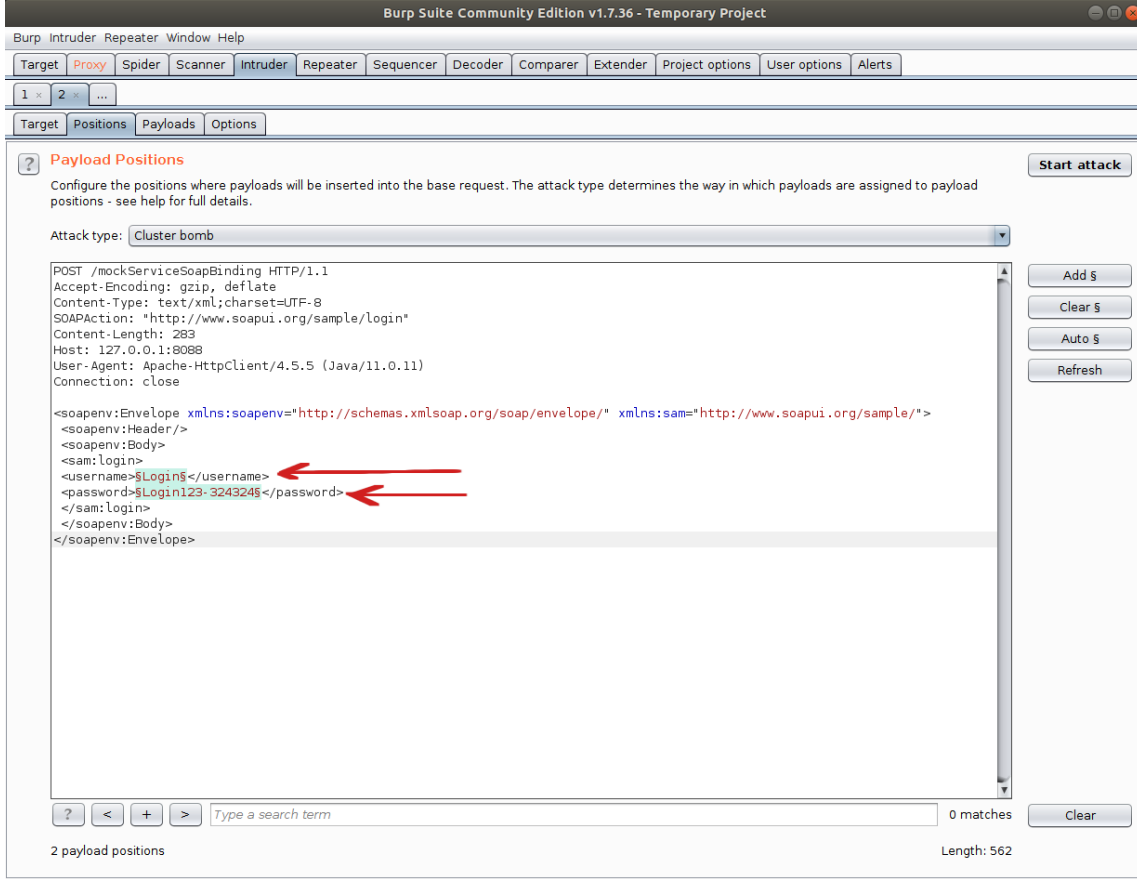 Burp Suite Community Edition v1.7.36 - Temporary Project
Burp Intruder Repeater Window Help
Target Proxy Spider Scanner Intruder Repeater Sequencer Decoder Comparer Extender Project options User options Alerts
1 × 2 × ...
Target Positions Payloads Options
? Payload Positions
Start attack
Configure the positions where payloads will be inserted into the base request. The attack type determines the way in which payloads are assigned to payload
positions - see help for full details.
Attack type: Cluster bomb
POST /mockServiceSoapBinding HTTP/1.1
Accept-Encoding: gzip, deflate
Content-Type: text/xml;charset=UTF-8
SOAPAction: "http://www.soapui.org/sample/login"
Content-Length: 283
Host: 127.0.0.1:8088
User-Agent: Apache-HttpClient/4.5.5 (Java/11.0.11)
Connection: close
<soapenv:Envelope xmlns:soapenv="http://schemas.xmlsoap.org/soap/envelope/" xmlns:sam="http://www.soapui.org/sample/">
<soapenv:Header/>
<soapenv:Body>
<sam:login>
<username>§Login§</username>
<password>§Login123-324324§</password>
</sam:login>
</soapenv:Body>
</soapenv:Envelope>
Add §
Clear §
Auto §
Refresh
? < + > Type a search term 0 matches Clear
2 payload positions Length: 562